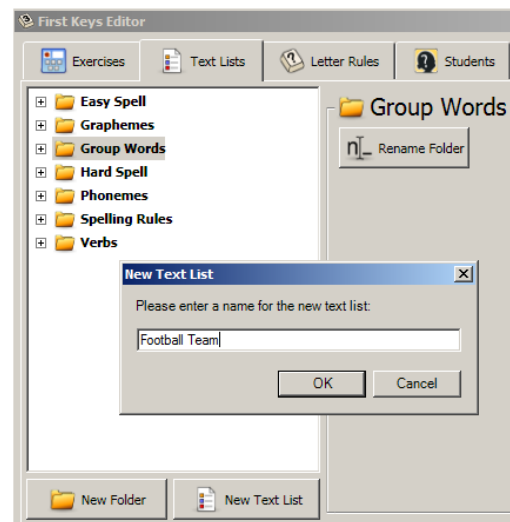 First Keys Editor
Exercises Text Lists Letter Rules Students
Easy Spell
Graphemes
Group Words
Hard Spell
Phonemes
Spelling Rules
Verbs
Group Words
n Rename Folder
New Text List
Please enter a name for the new text list:
Football Team
OK Cancel
New Folder New Text List